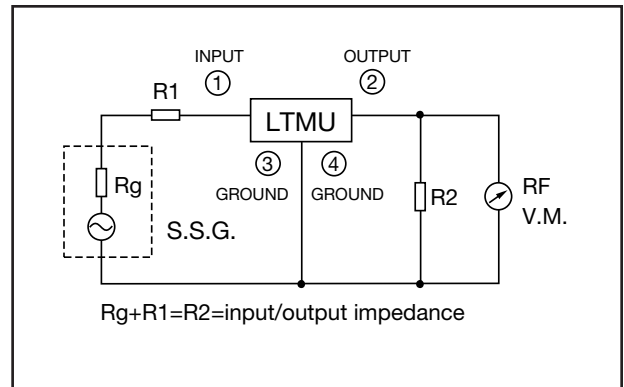 INPUT
OUTPUT
①
②
R1
LTMU
③
④
Rg
GROUND
GROUND
R2
RF
V.M.
S.S.G.
Rg+R1=R2=input/output impedance